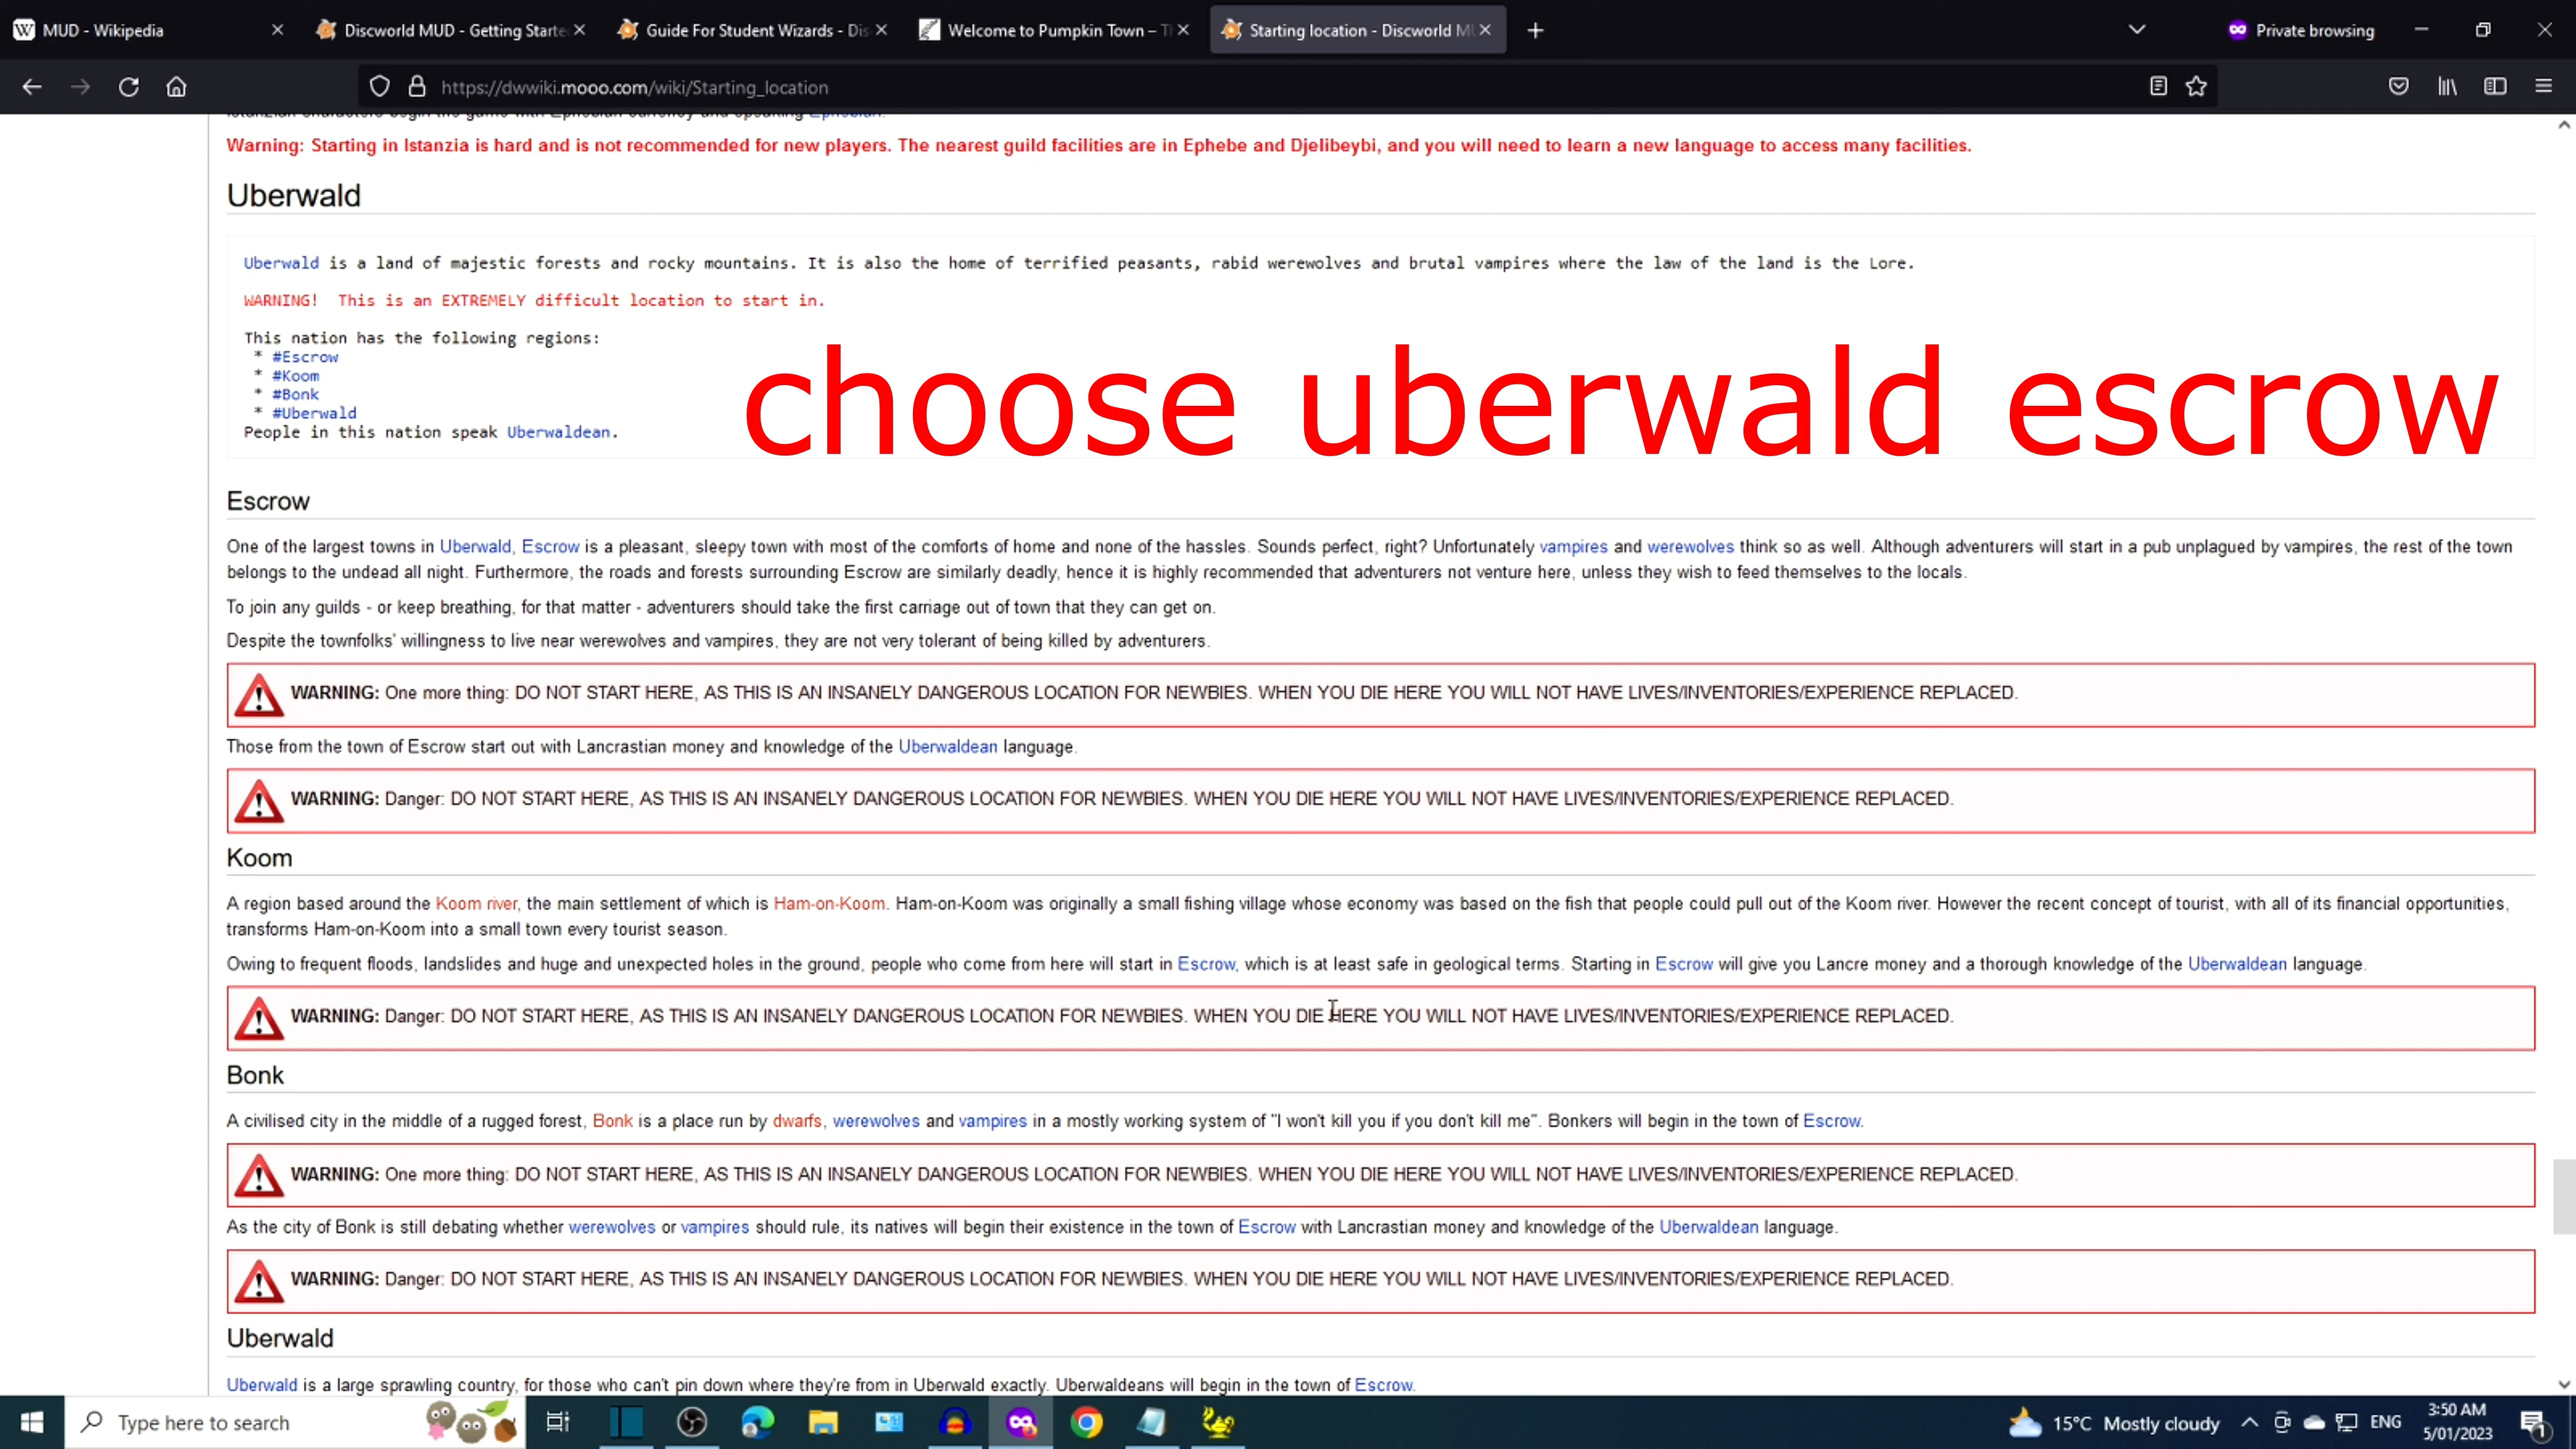 MUD - Wikipedia
Discworld MUD - Getting Starte
Guide For Student Wizards - Dis
Welcome to Pumpkin Town – T
Starting location - Discworld M
Private browsing
https://dwwiki.mooo.com/wiki/Starting_location
Istanzian characters begin the game with Ephebian currency and speaking Ephebian.
Warning: Starting in Istanzia is hard and is not recommended for new players. The nearest guild facilities are in Ephebe and Djelibeybi, and you will need to learn a new language to access many facilities.
Uberwald
Uberwald is a land of majestic forests and rocky mountains. It is also the home of terrified peasants, rabid werewolves and brutal vampires where the law of the land is the Lore.
WARNING! This is an EXTREMELY difficult location to start in.
This nation has the following regions:
* #Escrow
* #Koom
* #Bonk
* #Uberwald
People in this nation speak Uberwaldean.
choose uberwald escrow
Escrow
One of the largest towns in Uberwald, Escrow is a pleasant, sleepy town with most of the comforts of home and none of the hassles. Sounds perfect, right? Unfortunately vampires and werewolves think so as well. Although adventurers will start in a pub unplagued by vampires, the rest of the town
belongs to the undead all night. Furthermore, the roads and forests surrounding Escrow are similarly deadly, hence it is highly recommended that adventurers not venture here, unless they wish to feed themselves to the locals.
To join any guilds - or keep breathing, for that matter - adventurers should take the first carriage out of town that they can get on.
Despite the townfolks' willingness to live near werewolves and vampires, they are not very tolerant of being killed by adventurers.
WARNING: One more thing: DO NOT START HERE, AS THIS IS AN INSANELY DANGEROUS LOCATION FOR NEWBIES. WHEN YOU DIE HERE YOU WILL NOT HAVE LIVES/INVENTORIES/EXPERIENCE REPLACED.
Those from the town of Escrow start out with Lancrastian money and knowledge of the Uberwaldean language.
WARNING: Danger: DO NOT START HERE, AS THIS IS AN INSANELY DANGEROUS LOCATION FOR NEWBIES. WHEN YOU DIE HERE YOU WILL NOT HAVE LIVES/INVENTORIES/EXPERIENCE REPLACED.
Koom
A region based around the Koom river, the main settlement of which is Ham-on-Koom. Ham-on-Koom was originally a small fishing village whose economy was based on the fish that people could pull out of the Koom river. However the recent concept of tourist, with all of its financial opportunities,
transforms Ham-on-Koom into a small town every tourist season.
Owing to frequent floods, landslides and huge and unexpected holes in the ground, people who come from here will start in Escrow, which is at least safe in geological terms. Starting in Escrow will give you Lancre money and a thorough knowledge of the Uberwaldean language.
WARNING: Danger: DO NOT START HERE, AS THIS IS AN INSANELY DANGEROUS LOCATION FOR NEWBIES. WHEN YOU DIE HERE YOU WILL NOT HAVE LIVES/INVENTORIES/EXPERIENCE REPLACED.
Bonk
A civilised city in the middle of a rugged forest, Bonk is a place run by dwarfs, werewolves and vampires in a mostly working system of "I won't kill you if you don't kill me". Bonkers will begin in the town of Escrow.
WARNING: One more thing: DO NOT START HERE, AS THIS IS AN INSANELY DANGEROUS LOCATION FOR NEWBIES. WHEN YOU DIE HERE YOU WILL NOT HAVE LIVES/INVENTORIES/EXPERIENCE REPLACED.
As the city of Bonk is still debating whether werewolves or vampires should rule, its natives will begin their existence in the town of Escrow with Lancrastian money and knowledge of the Uberwaldean language.
WARNING: Danger: DO NOT START HERE, AS THIS IS AN INSANELY DANGEROUS LOCATION FOR NEWBIES. WHEN YOU DIE HERE YOU WILL NOT HAVE LIVES/INVENTORIES/EXPERIENCE REPLACED.
Uberwald
Uberwald is a large sprawling country, for those who can't pin down where they're from in Uberwald exactly. Uberwaldeans will begin in the town of Escrow.
Type here to search
15°C Mostly cloudy
ENG
3:50 AM
5/01/2023
1